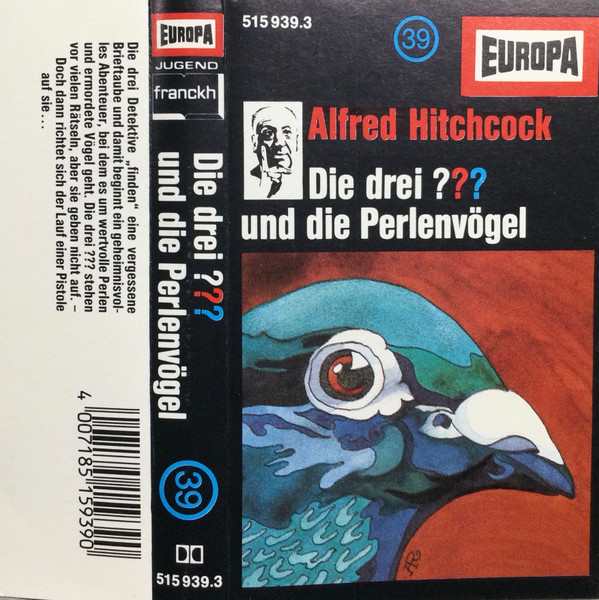 Die drei Detektive „finden“ eine vergessene
Brieftaube und damit beginnt ein geheimnisvol-
les Abenteuer, bei dem es um wertvolle Perlen
und ermordete Vögel geht. Die drei ??? stehen
vor vielen Rätseln, aber sie geben nicht auf. –
Doch dann richtet sich der Lauf einer Pistole
auf sie ...
4 007185 159390
EUROPA
JUGEND
franckh
Die drei ???
und die Perlenvögel
39
515 939.3
515 939.3
39
EUROPA
Alfred Hitchcock
Die drei ???
und die Perlenvögel